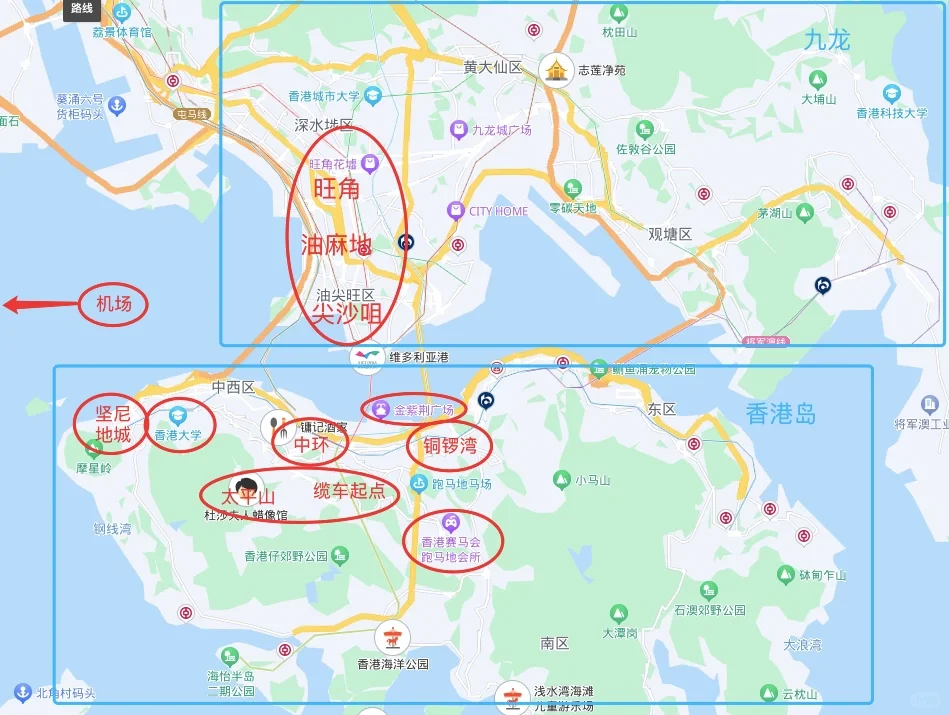 路线
荔景体育馆
枕田山
九龙
黄大仙区
志莲净苑
大埔山
香港城市大学
葵涌六号
货柜码头
屯马线
香港科技大学
面石
深水埗区
九龙城广场
佐敦谷公园
旺角花墟
旺角
零碳天地
CITY HOME
茅湖山
观塘区
油麻地
机场
油尖旺区
尖沙咀
将军澳线
维多利亚港
鲗鱼涌宠物公园
中西区
金紫荆广场
东区
香港岛
将军澳工业
坚尼
地城
香港大学
镛记酒家
中环
铜锣湾
摩星岭
太平山
缆车起点
跑马地马场
小马山
杜莎夫人蜡像馆
钢线湾
香港赛马会
跑马地会所
香港仔郊野公园
砵甸乍山
石澳郊野公园
大潭岗
南区
大浪湾
香港海洋公园
海怡半岛
二期公园
北角村码头
浅水湾海滩
儿童游乐场
云枕山